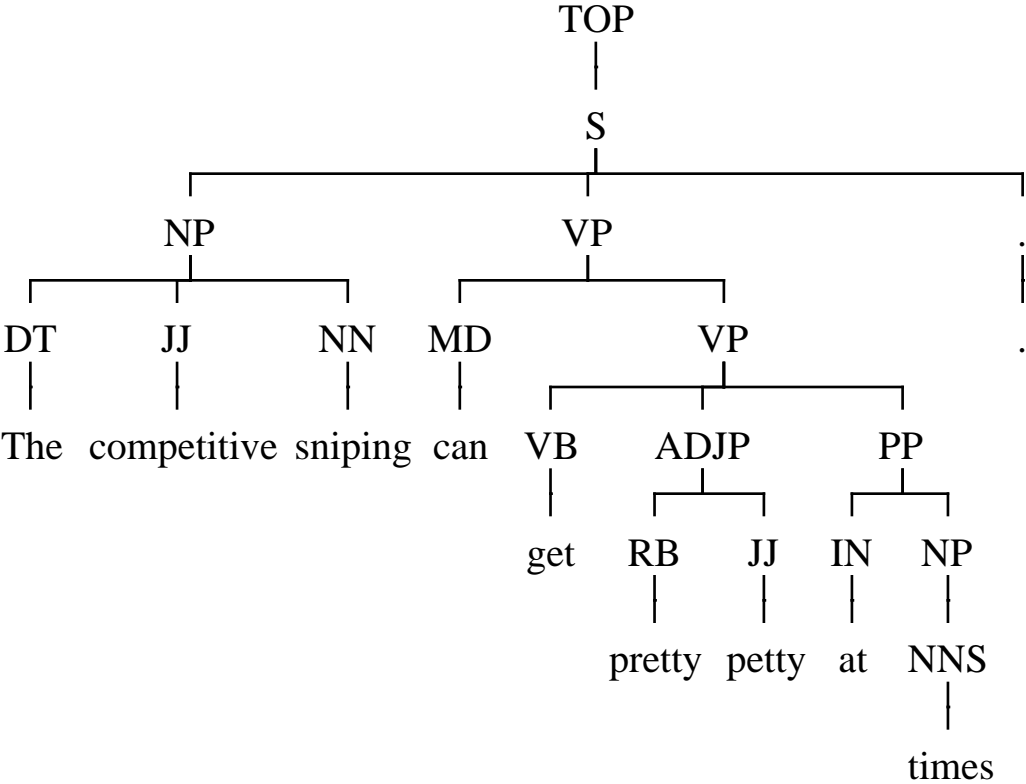 TOP
S
NP VP .
DT JJ NN MD VP .
The competitive sniping can VB ADJP PP
get RB JJ IN NP
pretty petty at NNS
times